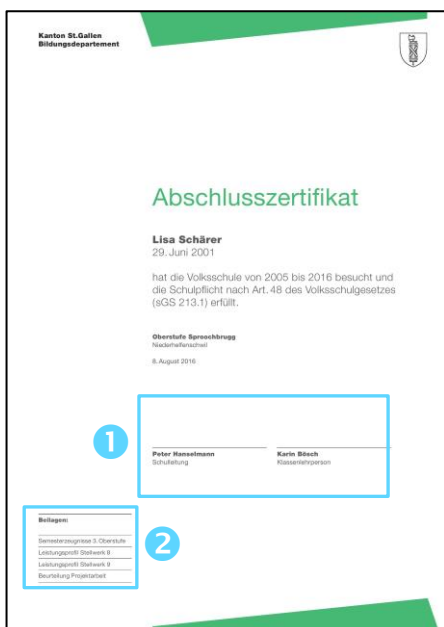 Kanton St.Gallen
Bildungsdepartement
Abschlusszertifikat
Lisa Schärer
29. Juni 2001
hat die Volksschule von 2005 bis 2016 besucht und
die Schulpflicht nach Art. 48 des Volksschulgesetzes
(sGS 213.1) erfüllt.
Oberstufe Sproochbrugg
Niederhelfenschwil
8. August 2016
1
Peter Hanselmann Karin Bösch
Schulleitung Klassenlehrperson
Beilagen:
2
Semesterzeugnisse 3. Oberstufe
Leistungsprofil Stellwerk 8
Leistungsprofil Stellwerk 9
Beurteilung Projektarbeit